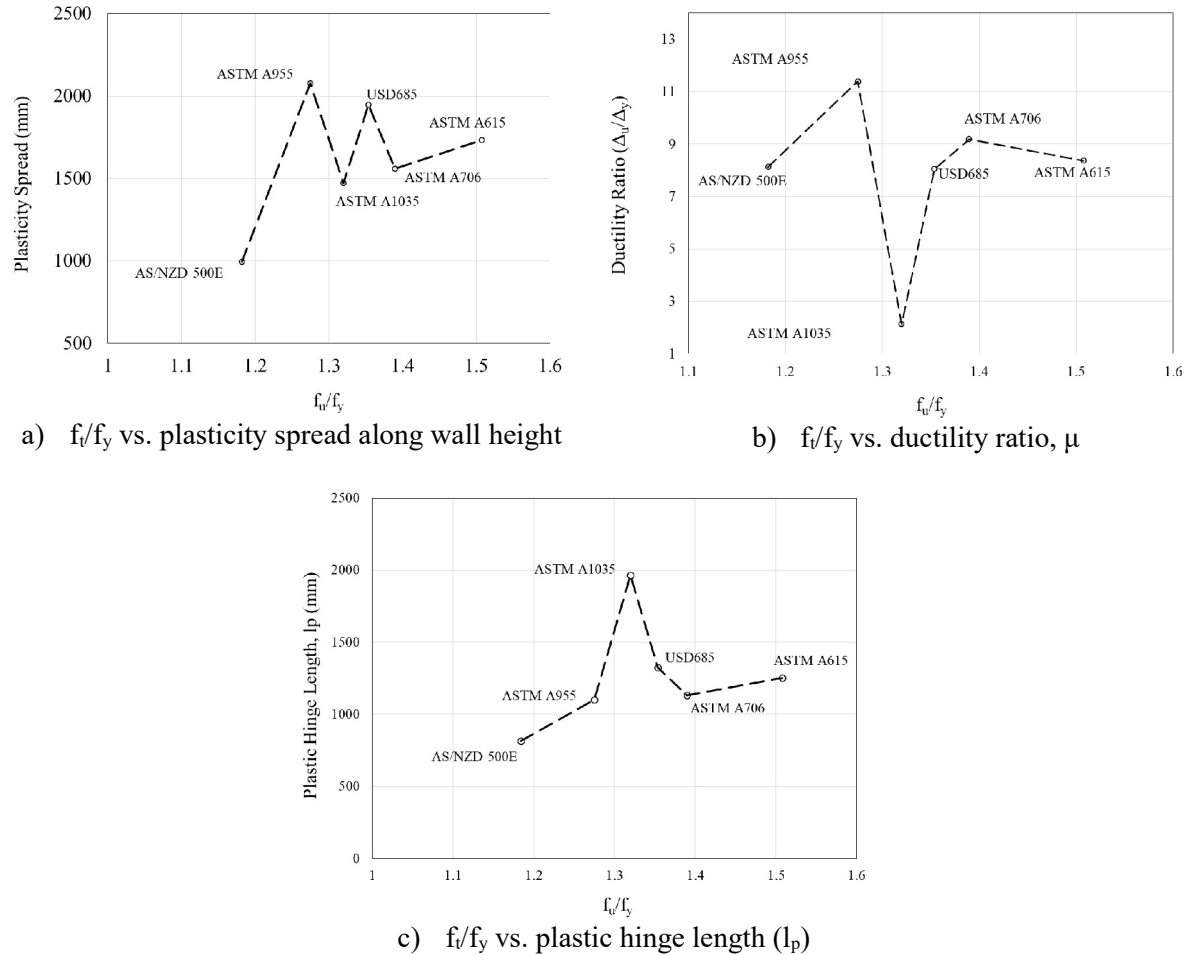 2500
2000
1500
1000
500
Plasticity Spread (mm)
ASTM A955
USD685
ASTM A615
ASTM A706
ASTM A1035
AS/NZD 500E
1 1.1 1.2 1.3 1.4 1.5 1.6
fu/fy
a) ft/fy vs. plasticity spread along wall height
13
11
9
7
5
3
1
Ductility Ratio (Δu/Δy)
ASTM A955
ASTM A706
AS/NZD 500E
USD685
ASTM A615
ASTM A1035
1.1 1.2 1.3 1.4 1.5 1.6
fu/fy
b) ft/fy vs. ductility ratio, μ
2500
2000
1500
1000
500
0
Plastic Hinge Length, lp (mm)
ASTM A1035
USD685
ASTM A615
ASTM A955
ASTM A706
AS/NZD 500E
1 1.1 1.2 1.3 1.4 1.5 1.6
fu/fy
c) ft/fy vs. plastic hinge length (lp)